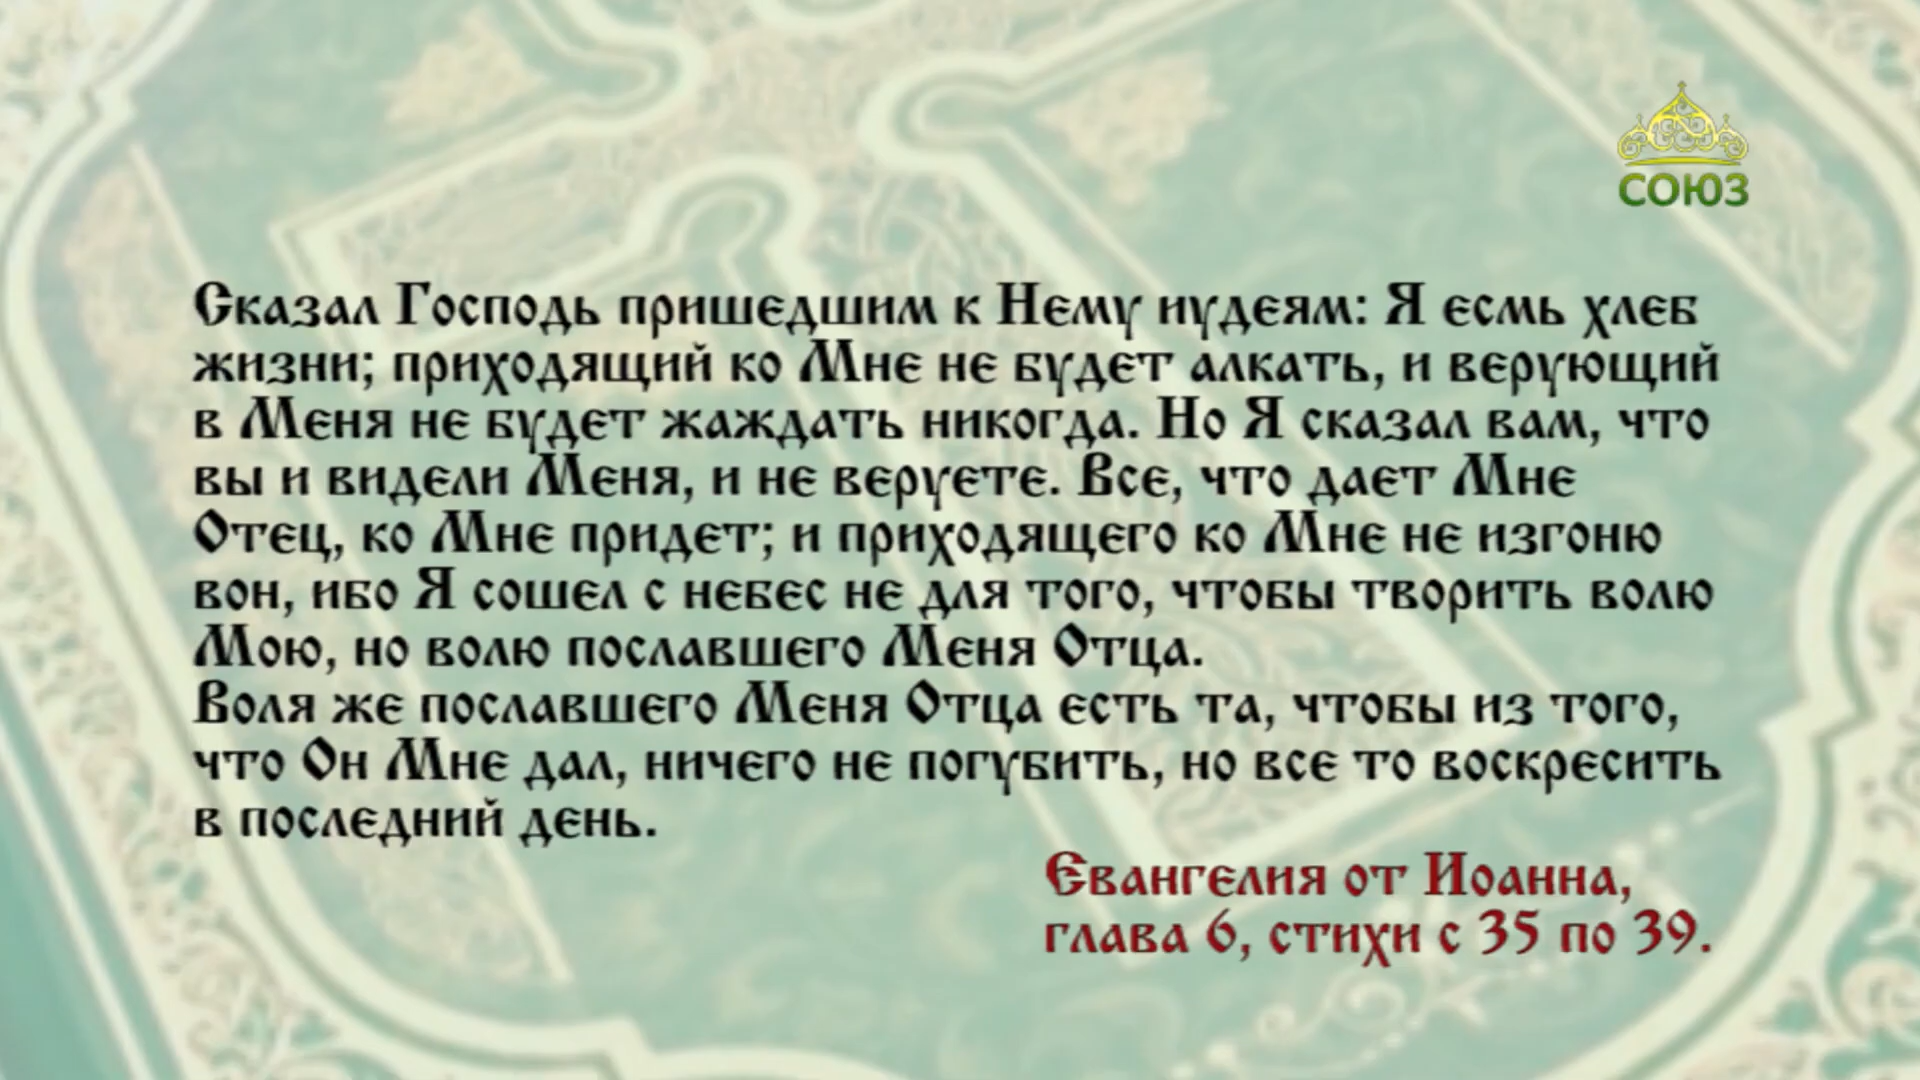 СОЮЗ
Сказал Господь пришедшим к Нему иудеям: Я есмь хлеб
жизни; приходящий ко Мне не будет алкать, и верующий
в Меня не будет жаждать никогда. Но Я сказал вам, что
вы и видели Меня, и не веруете. Все, что дает Мне
Отец, ко Мне придет; и приходящего ко Мне не изгоню
вон, ибо Я сошел с небес не для того, чтобы творить волю
Мою, но волю пославшего Меня Отца.
Воля же пославшего Меня Отца есть та, чтобы из того,
что Он Мне дал, ничего не погубить, но все то воскресить
в последний день.
Евангелия от Иоанна,
глава 6, стихи с 35 по 39.